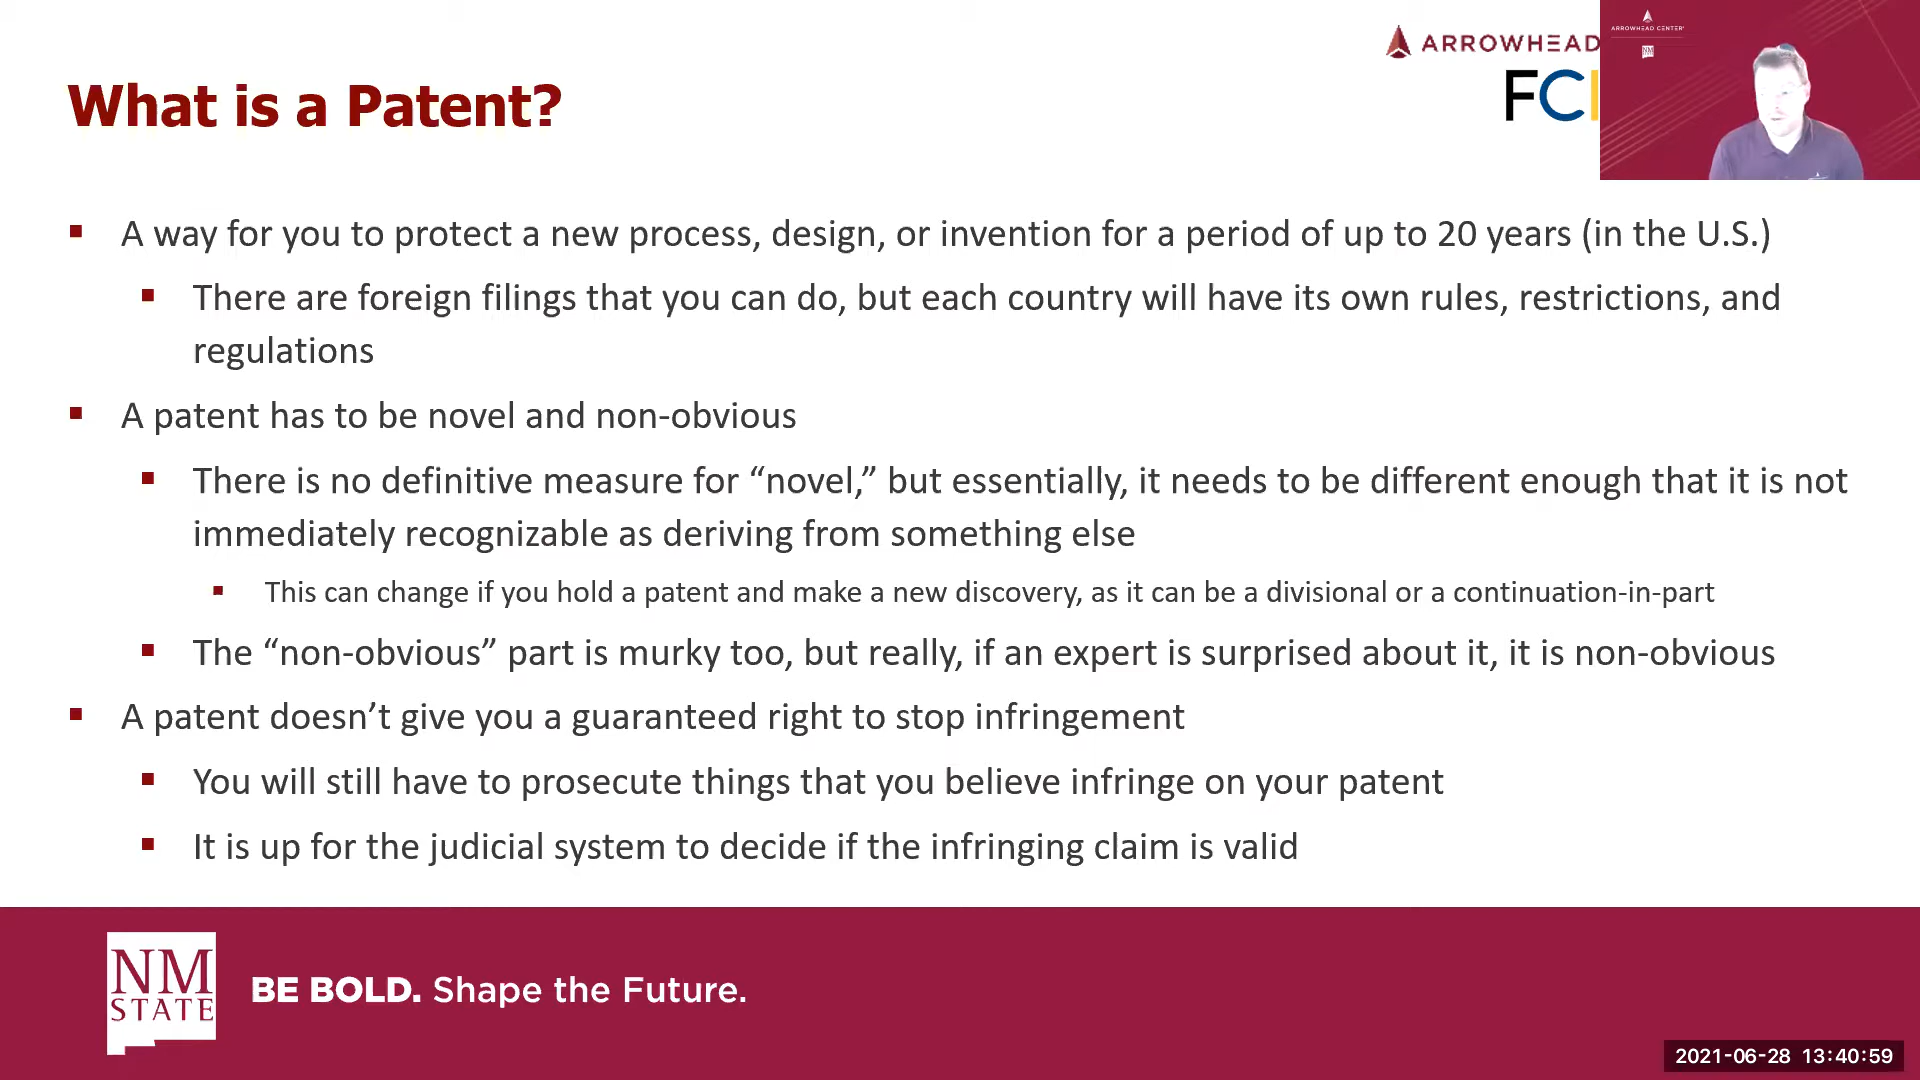 ARROWHEAD
FCI
ARROWHEAD CENTER
NM
What is a Patent?
A way for you to protect a new process, design, or invention for a period of up to 20 years (in the U.S.)
There are foreign filings that you can do, but each country will have its own rules, restrictions, and
regulations
A patent has to be novel and non-obvious
There is no definitive measure for “novel,” but essentially, it needs to be different enough that it is not
immediately recognizable as deriving from something else
This can change if you hold a patent and make a new discovery, as it can be a divisional or a continuation-in-part
The “non-obvious” part is murky too, but really, if an expert is surprised about it, it is non-obvious
A patent doesn’t give you a guaranteed right to stop infringement
You will still have to prosecute things that you believe infringe on your patent
It is up for the judicial system to decide if the infringing claim is valid
NM
STATE
BE BOLD. Shape the Future.
2021-06-28 13:40:59